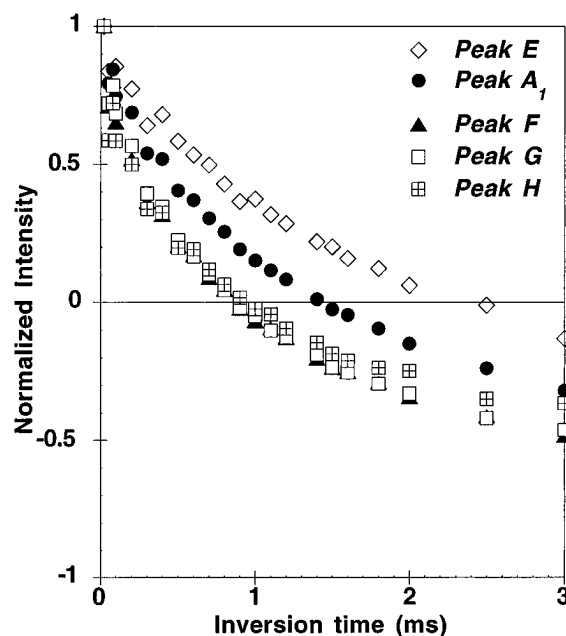 1
0.5
0
-0.5
-1
Normalized Intensity
Peak E
Peak A1
Peak F
Peak G
Peak H
0 1 2 3
Inversion time (ms)